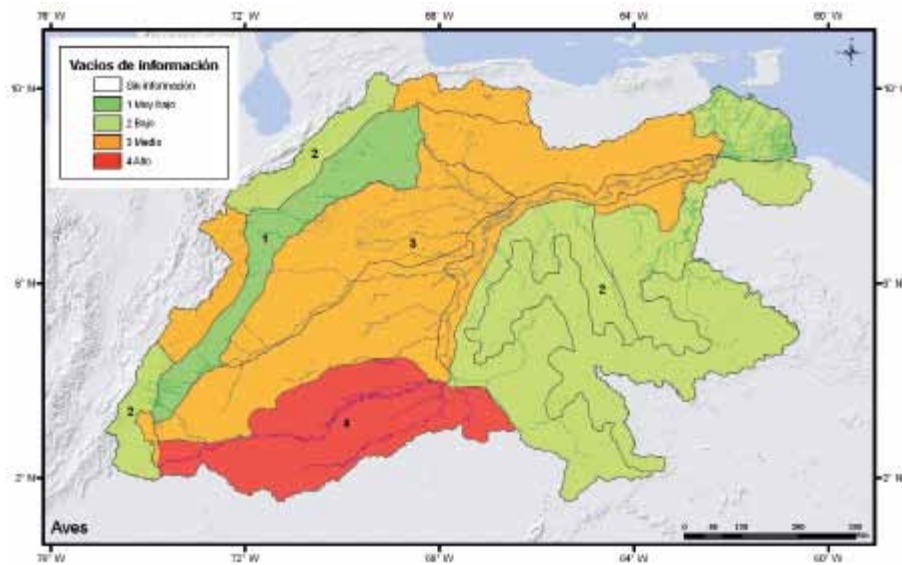 76° W 72° W 68° W 64° W 60° W
Vacios de información
Sin información
1 Muy bajo
2 Bajo
3 Medio
4 Alto
10° N 10° N
2
1
3
2
6° N 6° N
2
4
2° N 2° N
Aves
76° W 72° W 68° W 64° W 60° W